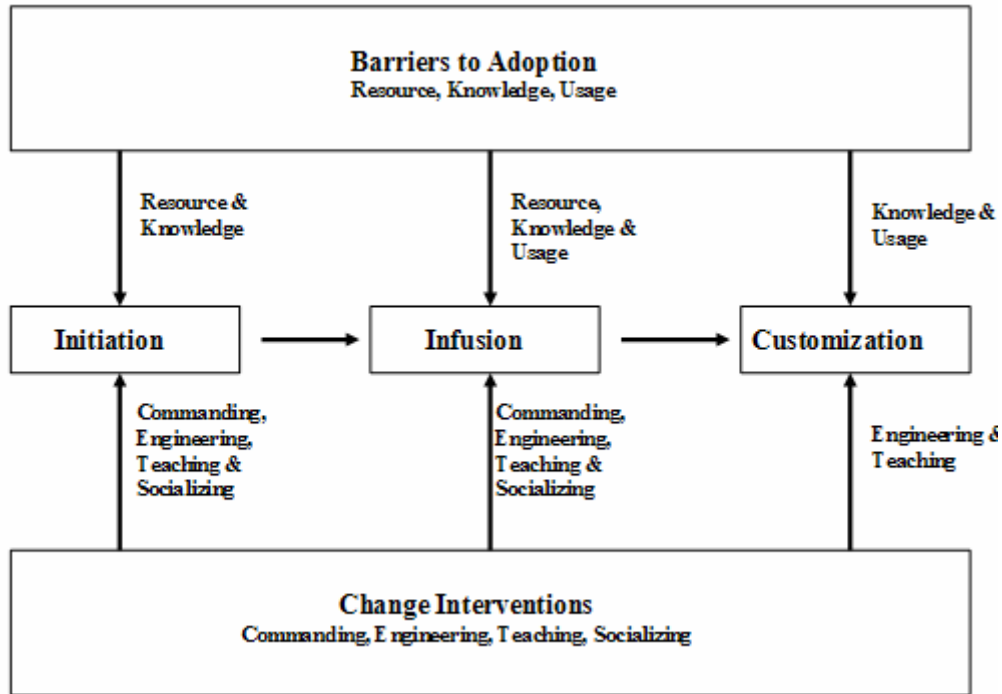 Barriers to Adoption
Resource, Knowledge, Usage
Resource &
Knowledge
Resource,
Knowledge &
Usage
Knowledge &
Usage
Initiation
Infusion
Customization
Commanding,
Engineering,
Teaching &
Socializing
Commanding,
Engineering,
Teaching &
Socializing
Engineering &
Teaching
Change Interventions
Commanding, Engineering, Teaching, Socializing